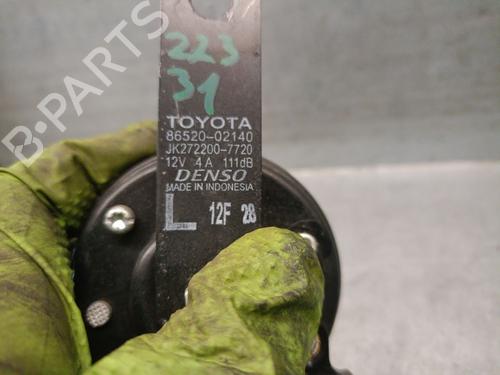 223
31
TOYOTA
86520-02140
JK272200-7720
12V 4A 111dB
DENSO
MADE IN INDONESIA
L 12F 28
B-PARTS